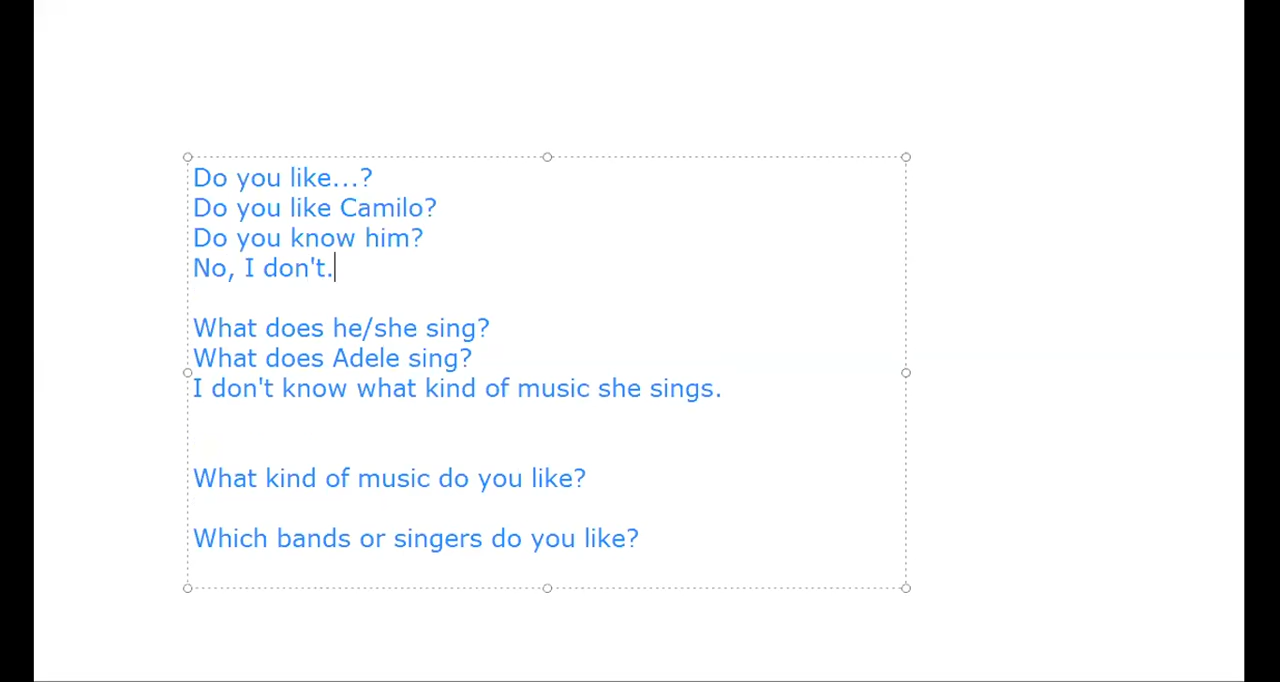 Do you like...?
Do you like Camilo?
Do you know him?
No, I don't.
What does he/she sing?
What does Adele sing?
I don't know what kind of music she sings.
What kind of music do you like?
Which bands or singers do you like?